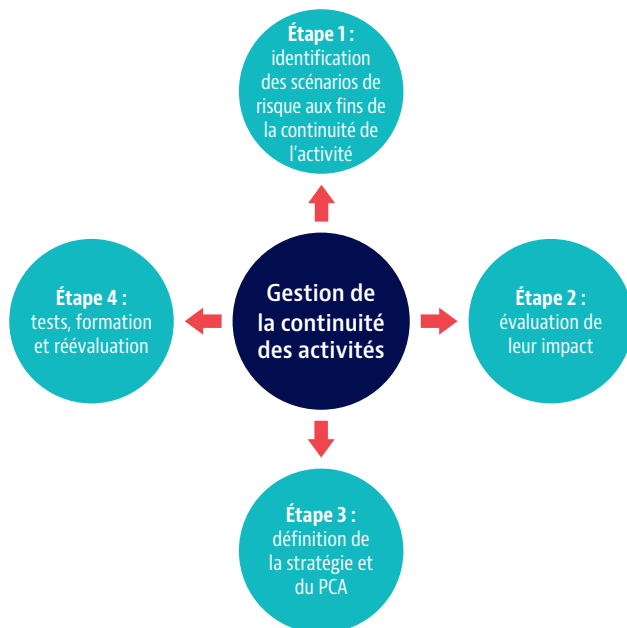 Étape 1 :
identification
des scénarios de
risque aux fins de
la continuité de
l’activité
Étape 4 :
tests, formation
et réévaluation
Gestion de
la continuité
des activités
Étape 2 :
évaluation de
leur impact
Étape 3 :
définition de
la stratégie et
du PCA